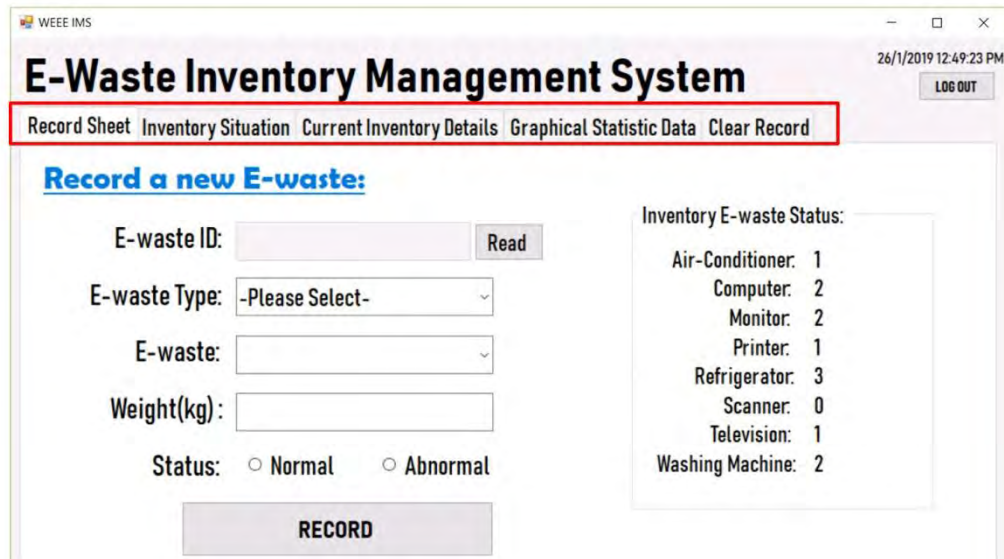 WEEE IMS
E-Waste Inventory Management System
26/1/2019 12:49:23 PM
LOG OUT
Record Sheet Inventory Situation Current Inventory Details Graphical Statistic Data Clear Record
Record a new E-waste:
E-waste ID: Read
E-waste Type: -Please Select-
E-waste:
Weight(kg) :
Status: Normal Abnormal
RECORD
Inventory E-waste Status:
Air-Conditioner: 1
Computer: 2
Monitor: 2
Printer: 1
Refrigerator: 3
Scanner: 0
Television: 1
Washing Machine: 2